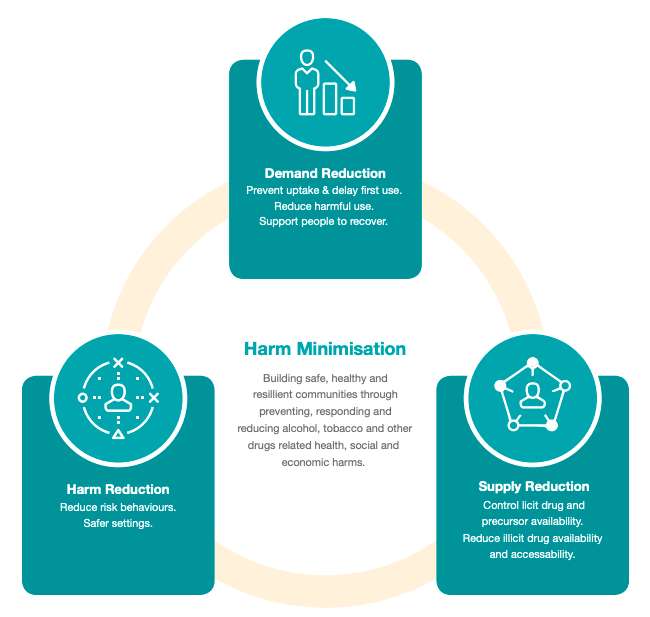 Demand Reduction
Prevent uptake & delay first use.
Reduce harmful use.
Support people to recover.
Harm Minimisation
Building safe, healthy and
resillient communities through
preventing, responding and
reducing alcohol, tobacco and other
drugs related health, social and
economic harms.
Harm Reduction
Reduce risk behaviours.
Safer settings.
Supply Reduction
Control licit drug and
precursor availability.
Reduce illicit drug availability
and accessability.